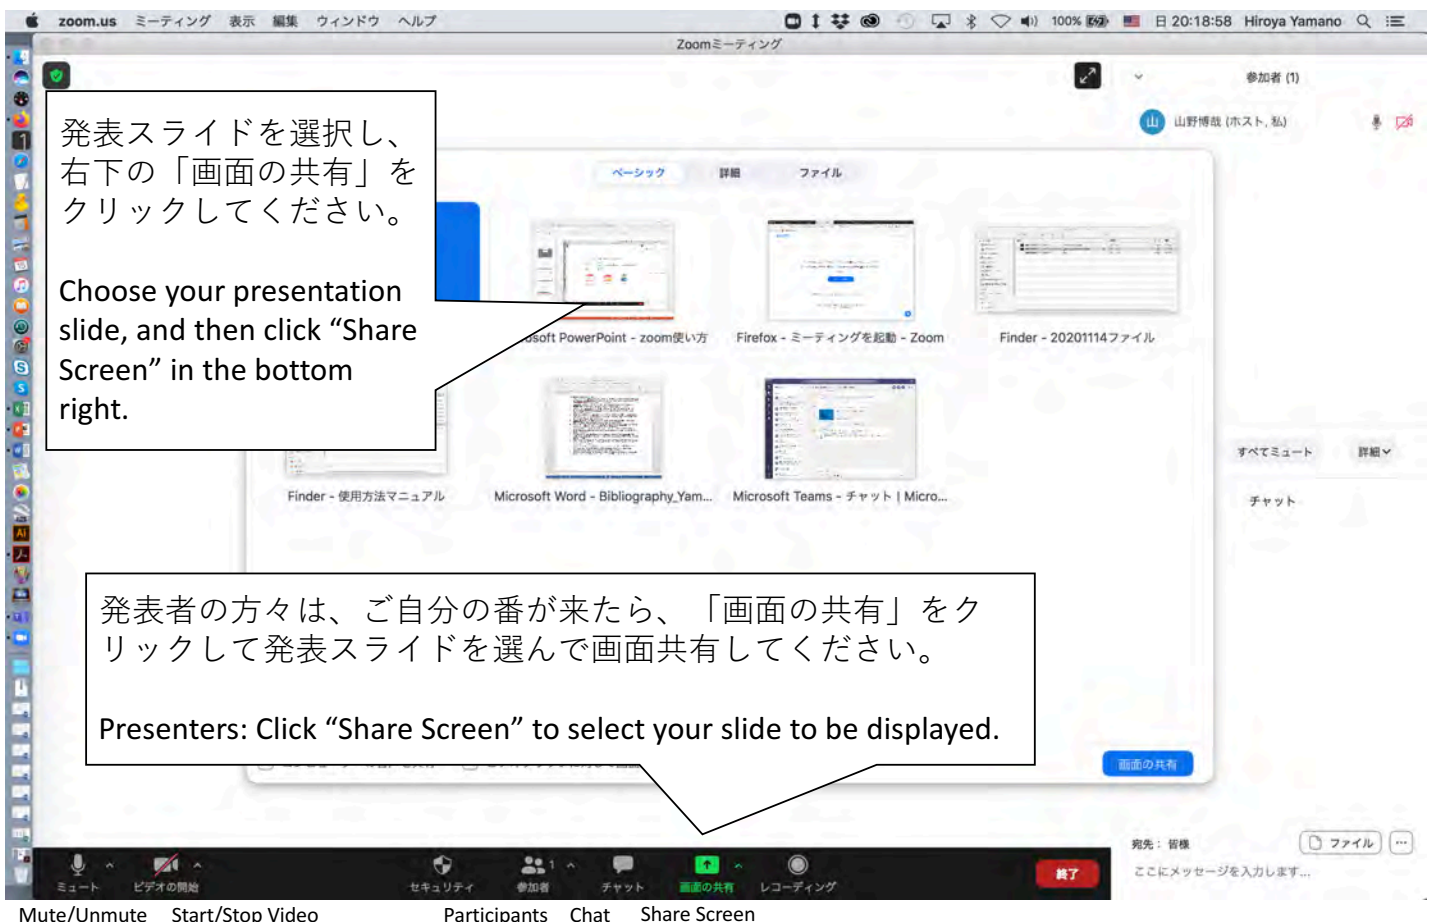 zoom.us ミーティング 表示 編集 ウィンドウ ヘルプ 100% 日 20:18:58 Hiroya Yamano
Zoomミーティング
参加者 (1)
山 山野博哉 (ホスト, 私)
発表スライドを選択し、
右下の「画面の共有」を
クリックしてください。
Choose your presentation
slide, and then click “Share
Screen” in the bottom
right.
ベーシック 詳細 ファイル
osoft PowerPoint - zoom使い方 Firefox - ミーティングを起動 - Zoom Finder - 20201114ファイル
Finder - 使用方法マニュアル Microsoft Word - Bibliography_Yam... Microsoft Teams - チャット | Micro...
すべてミュート 詳細
チャット
発表者の方々は、ご自分の番が来たら、「画面の共有」をク
リックして発表スライドを選んで画面共有してください。
Presenters: Click “Share Screen” to select your slide to be displayed.
画面の共有
宛先: 皆様 ファイル ...
ここにメッセージを入力します...
ミュート ビデオの開始 セキュリティ 参加者 1 チャット 画面の共有 レコーディング 終了
Mute/Unmute Start/Stop Video Participants Chat Share Screen